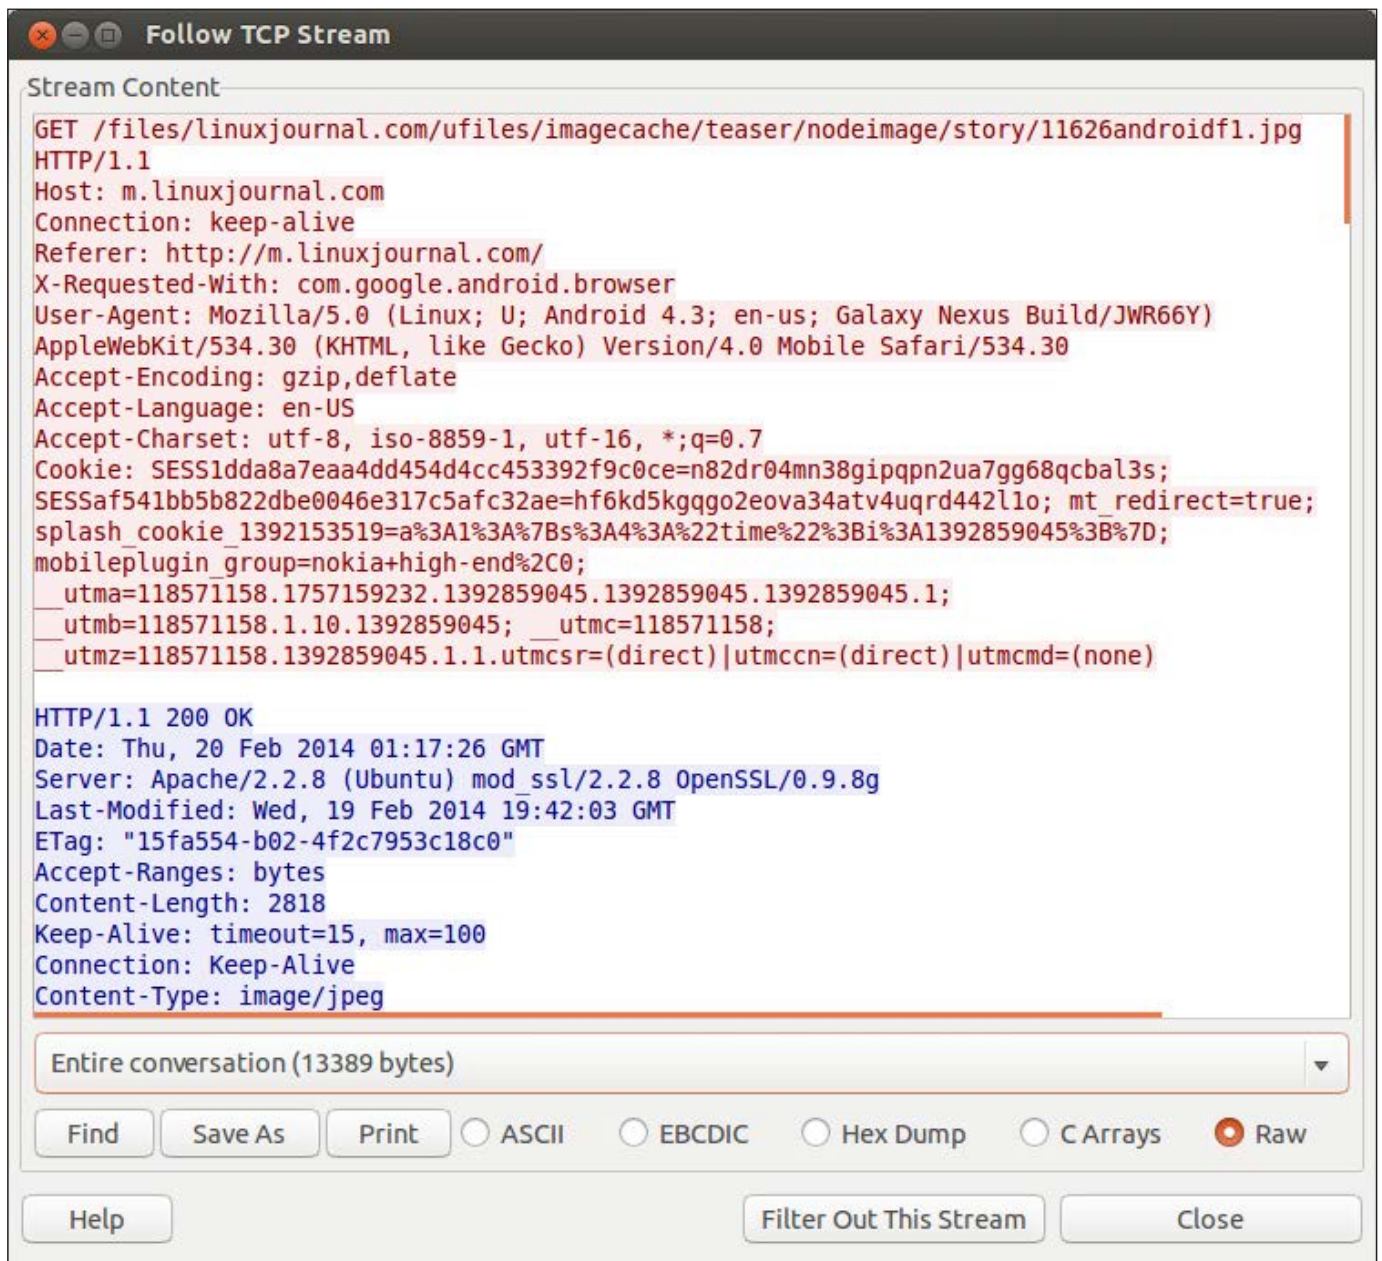 Follow TCP Stream
Stream Content
GET /files/linuxjournal.com/ufiles/imagecache/teaser/nodeimage/story/11626androidf1.jpg
HTTP/1.1
Host: m.linuxjournal.com
Connection: keep-alive
Referer: http://m.linuxjournal.com/
X-Requested-With: com.google.android.browser
User-Agent: Mozilla/5.0 (Linux; U; Android 4.3; en-us; Galaxy Nexus Build/JWR66Y)
AppleWebKit/534.30 (KHTML, like Gecko) Version/4.0 Mobile Safari/534.30
Accept-Encoding: gzip,deflate
Accept-Language: en-US
Accept-Charset: utf-8, iso-8859-1, utf-16, *;q=0.7
Cookie: SESS1dda8a7eaa4dd454d4cc453392f9c0ce=n82dr04mn38gipqpn2ua7gg68qcbal3s;
SESSaf541bb5b822dbe0046e317c5afc32ae=hf6kd5kgqgo2eova34atv4uqrd442l1o; mt_redirect=true;
splash_cookie_1392153519=a%3A1%3A%7Bs%3A4%3A%22time%22%3Bi%3A1392859045%3B%7D;
mobileplugin_group=nokia+high-end%2C0;
__utma=118571158.1757159232.1392859045.1392859045.1392859045.1;
__utmb=118571158.1.10.1392859045; __utmc=118571158;
__utmz=118571158.1392859045.1.1.utmcsr=(direct)|utmccn=(direct)|utmcmd=(none)
HTTP/1.1 200 OK
Date: Thu, 20 Feb 2014 01:17:26 GMT
Server: Apache/2.2.8 (Ubuntu) mod_ssl/2.2.8 OpenSSL/0.9.8g
Last-Modified: Wed, 19 Feb 2014 19:42:03 GMT
ETag: "15fa554-b02-4f2c7953c18c0"
Accept-Ranges: bytes
Content-Length: 2818
Keep-Alive: timeout=15, max=100
Connection: Keep-Alive
Content-Type: image/jpeg
Entire conversation (13389 bytes)
Find Save As Print ASCII EBCDIC Hex Dump C Arrays Raw
Help Filter Out This Stream Close